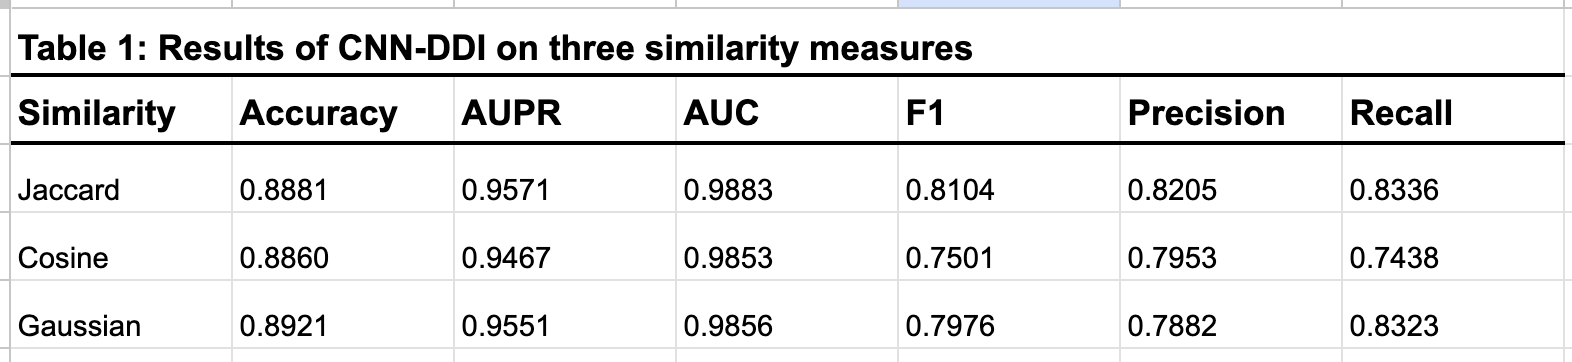 Table 1: Results of CNN-DDI on three similarity measures
Similarity Accuracy AUPR AUC F1 Precision Recall
Jaccard 0.8881 0.9571 0.9883 0.8104 0.8205 0.8336
Cosine 0.8860 0.9467 0.9853 0.7501 0.7953 0.7438
Gaussian 0.8921 0.9551 0.9856 0.7976 0.7882 0.8323